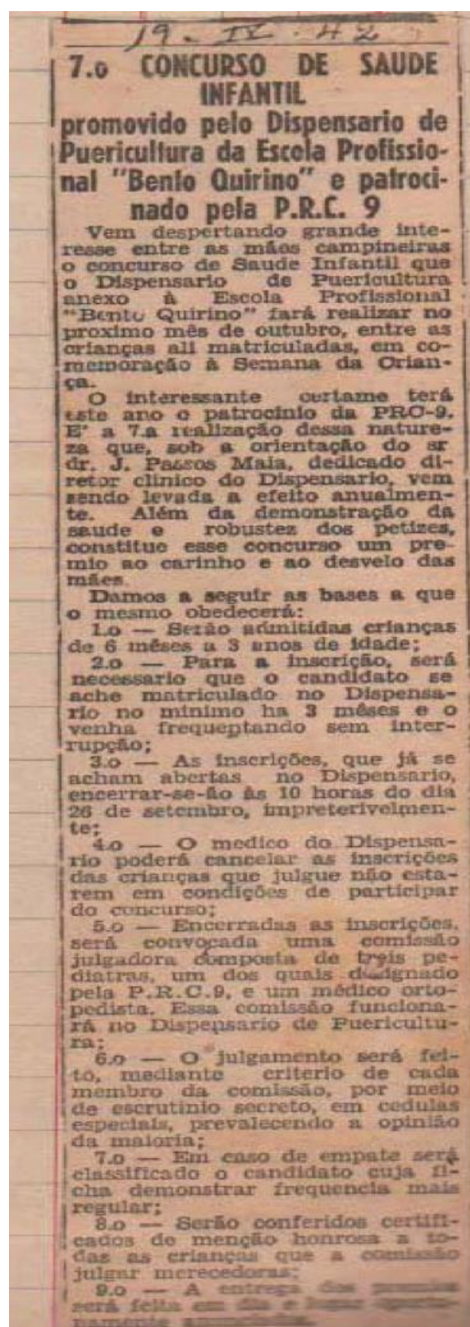 19 - IX - 42
7.o CONCURSO DE SAUDE
INFANTIL
promovido pelo Dispensario de
Puericultura da Escola Profissio-
nal "Bento Quirino" e patroci-
nado pela P.R.C. 9
Vem despertando grande inte-
resse entre as mães campineiras
o concurso de Saude Infantil que
o Dispensario de Puericultura
anexo à Escola Profissional
"Bento Quirino" fará realizar no
proximo mês de outubro, entre as
crianças ali matriculadas, em co-
memoração à Semana da Crian-
ça.
O interessante certame terá
este ano o patrocinio da PRC-9.
E' a 7.a realização dessa nature-
za que, sob a orientação do sr
dr. J. Passos Maia, dedicado di-
retor clinico do Dispensario, vem
sendo levada a efeito anualmen-
te. Além da demonstração da
saude e robustez dos petizes,
constitue esse concurso um pre-
mio ao carinho e ao desvelo das
mães.
Damos a seguir as bases a que
o mesmo obedecerá:
1.o — Serão admitidas crianças
de 6 mêses a 3 anos de idade;
2.o — Para a inscrição, será
necessario que o candidato se
ache matriculado no Dispensa-
rio no minimo ha 3 mêses e o
venha frequeptando sem inter-
rupção;
3.o — As inscrições, que já se
acham abertas no Dispensario,
encerrar-se-ão às 10 horas do dia
26 de setembro, impreterivelmen-
te;
4.o — O medico do Dispensa-
rio poderá cancelar as inscrições
das crianças que julgue não esta-
rem em condições de participar
do concurso;
5.o — Encerradas as inscrições,
será convocada uma comissão
julgadora composta de treis pe-
diatras, um dos quais designado
pela P.R.C.9, e um médico orto-
pedista. Essa comissão funciona-
rá no Dispensario de Puericultu-
ra;
6.o — O julgamento será fei-
to, mediante criterio de cada
membro da comissão, por meio
de escrutinio secreto, em cedulas
especiais, prevalecendo a opinião
da maioria;
7.o — Em caso de empate será
classificado o candidato cuja fi-
cha demonstrar frequencia mais
regular;
8.o — Serão conferidos certifi-
cados de menção honrosa a to-
das as crianças que a comissão
julgar merecedoras;
9.o — A entrega dos
será feita em dia e